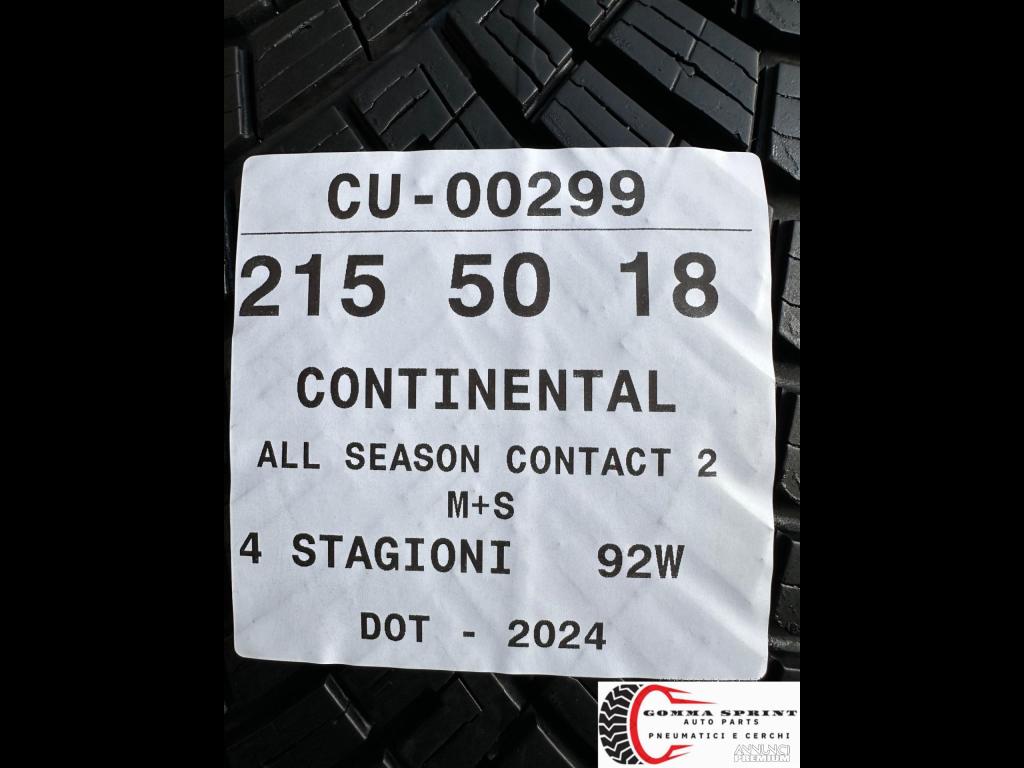 CU-00299
215 50 18
CONTINENTAL
ALL SEASON CONTACT 2
M+S
4 STAGIONI 92W
DOT - 2024
GOMMA SPRINT
AUTO PARTS
PNEUMATICI E CERCHI
ANNUNCI
PREMIUM